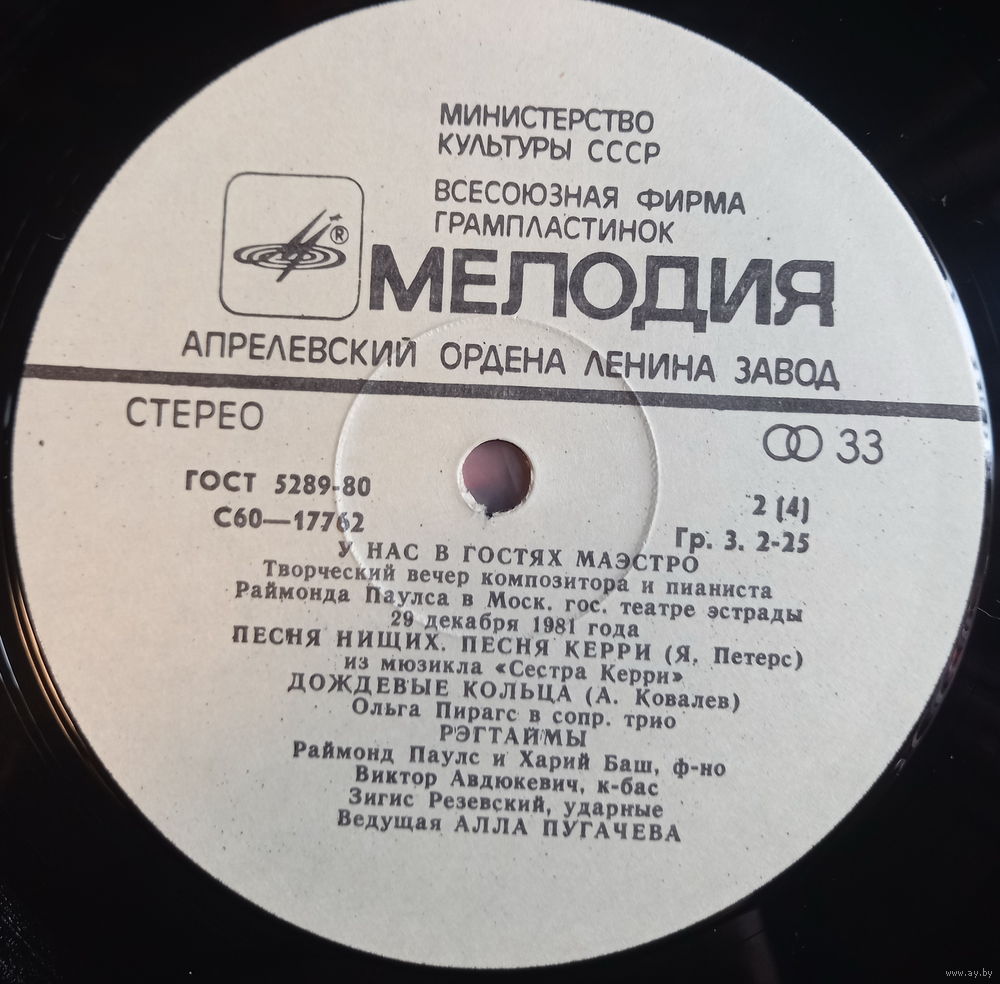 МИНИСТЕРСТВО
КУЛЬТУРЫ СССР
ВСЕСОЮЗНАЯ ФИРМА
ГРАМПЛАСТИНОК
®
МЕЛОДИЯ
АПРЕЛЕВСКИЙ ОРДЕНА ЛЕНИНА ЗАВОД
СТЕРЕО
33
ГОСТ 5289-80
2 (4)
С60—17762
Гр. 3. 2-25
У НАС В ГОСТЯХ МАЭСТРО
Творческий вечер композитора и пианиста
Раймонда Паулса в Моск. гос. театре эстрады
29 декабря 1981 года
ПЕСНЯ НИЩИХ. ПЕСНЯ КЕРРИ (Я. Петерс)
из мюзикла «Сестра Керри»
ДОЖДЕВЫЕ КОЛЬЦА (А. Ковалев)
Ольга Пирагс в сопр. трио
РЭГТАЙМЫ
Раймонд Паулс и Харий Баш, ф-но
Виктор Авдюкевич, к-бас
Зигис Резевский, ударные
Ведущая АЛЛА ПУГАЧЕВА
www.ay.by